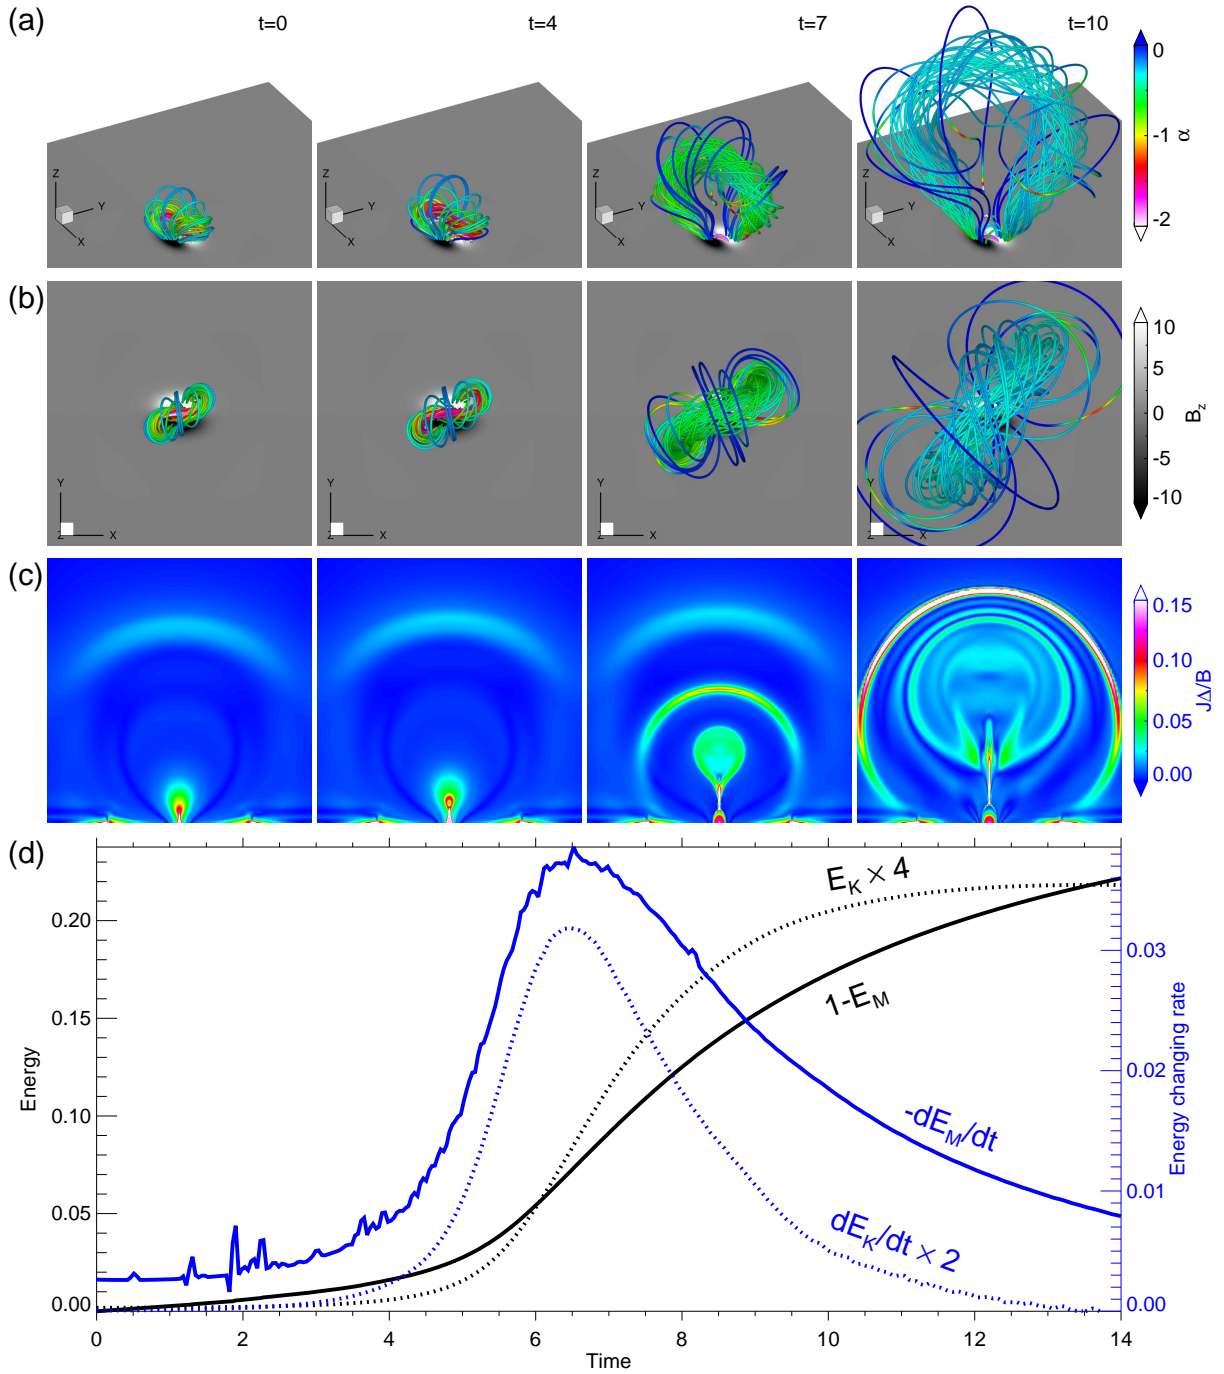 (a)
t=0
t=4
t=7
t=10
Z
Y
X
Z
Y
X
Z
Y
X
Z
Y
X
0
-1
-2
α
(b)
Y
Z
X
Y
Z
X
Y
Z
X
Y
Z
X
10
5
0
-5
-10
B_z
(c)
0.15
0.10
0.05
0.00
JΔ/B
(d)
E_K × 4
1-E_M
-dE_M/dt
dE_K/dt × 2
0.20
0.15
0.10
0.05
0.00
Energy
0.03
0.02
0.01
0.00
Energy changing rate
0
2
4
6
8
10
12
14
Time